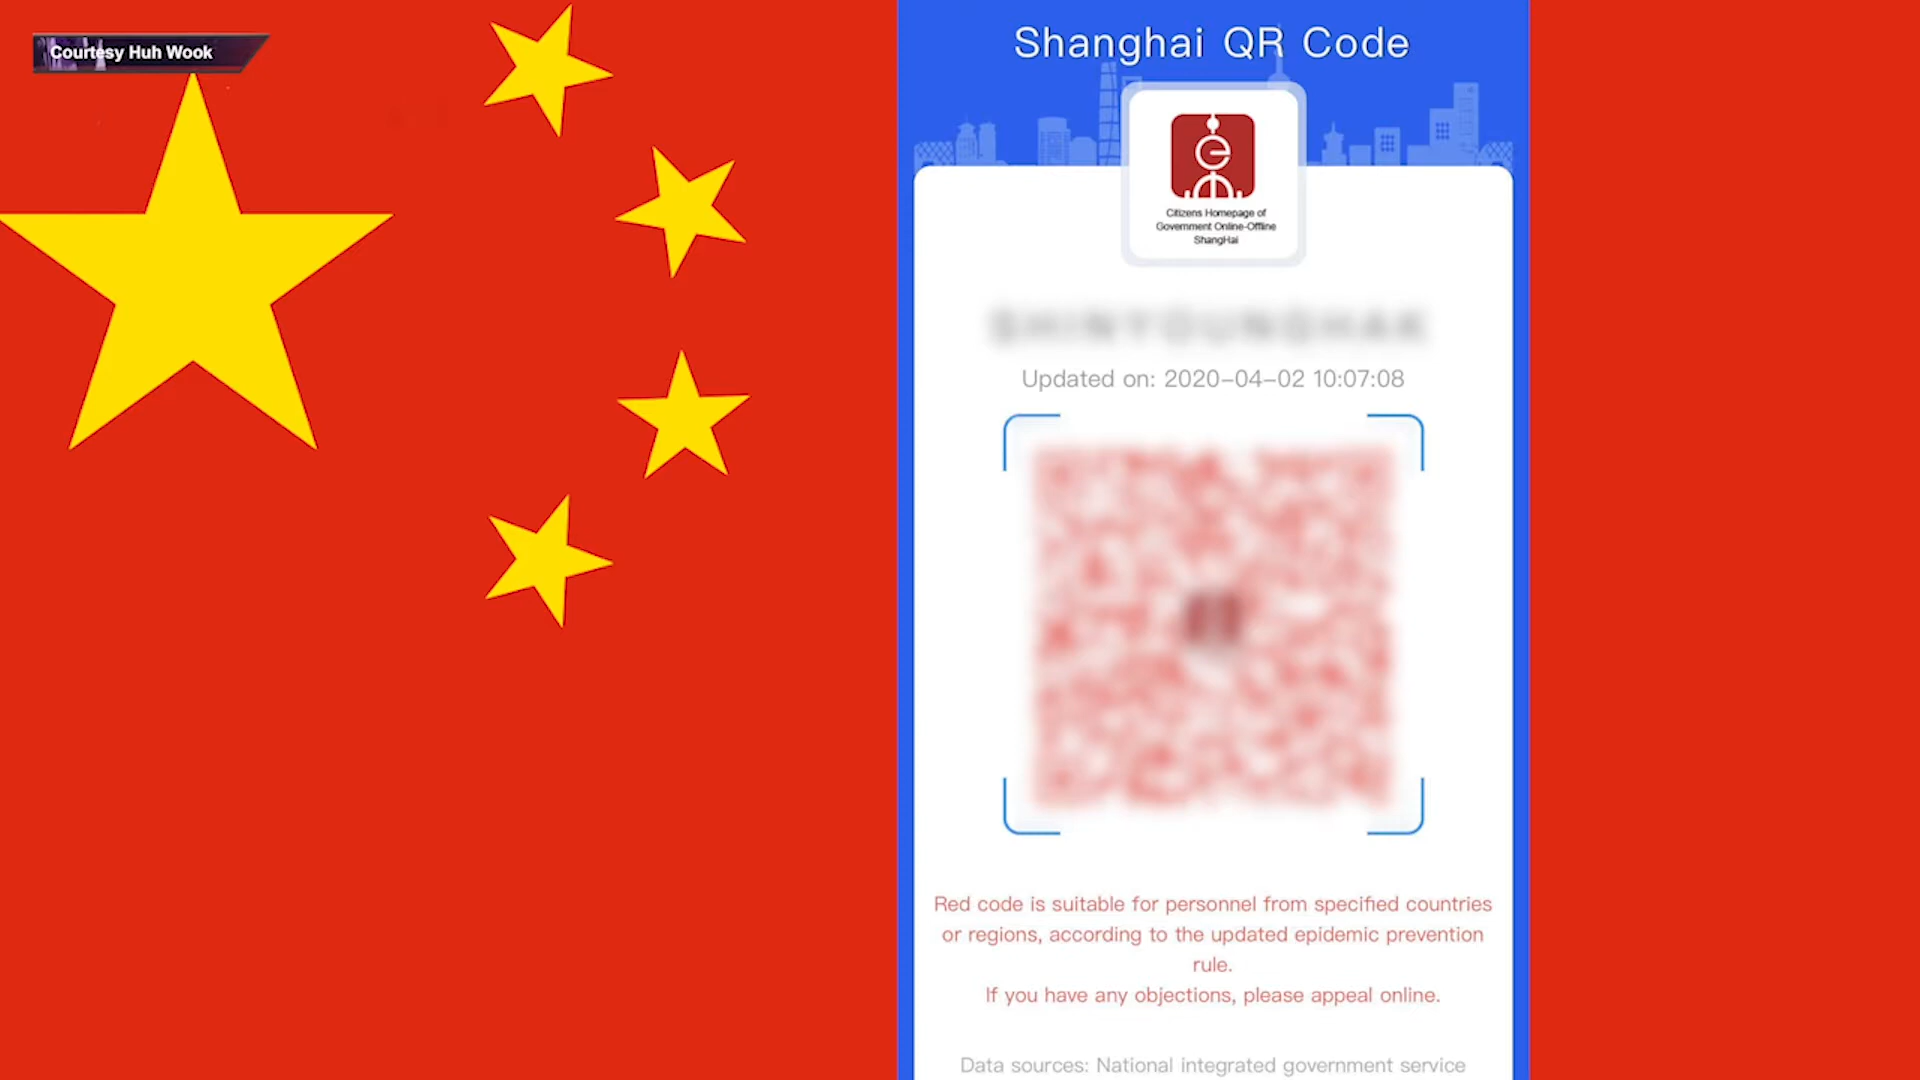 Courtesy Huh Wook
Shanghai QR Code
Citizens Homepage of
Government Online-Offline
ShangHai
Updated on: 2020-04-02 10:07:08
Red code is suitable for personnel from specified countries
or regions, according to the updated epidemic prevention
rule.
If you have any objections, please appeal online.
Data sources: National integrated government service